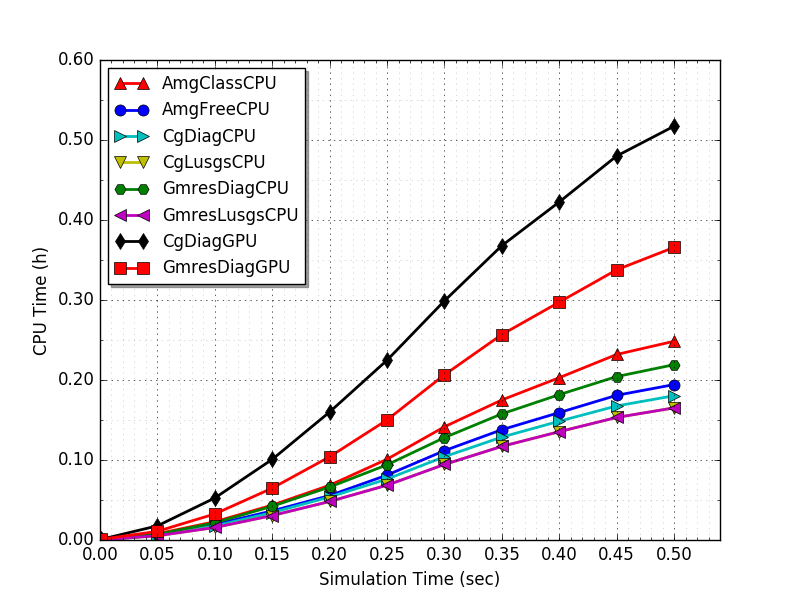 0.60
0.50
0.40
0.30
0.20
0.10
0.00
CPU Time (h)
AmgClassCPU
AmgFreeCPU
CgDiagCPU
CgLusgsCPU
GmresDiagCPU
GmresLusgsCPU
CgDiagGPU
GmresDiagGPU
0.00 0.05 0.10 0.15 0.20 0.25 0.30 0.35 0.40 0.45 0.50
Simulation Time (sec)